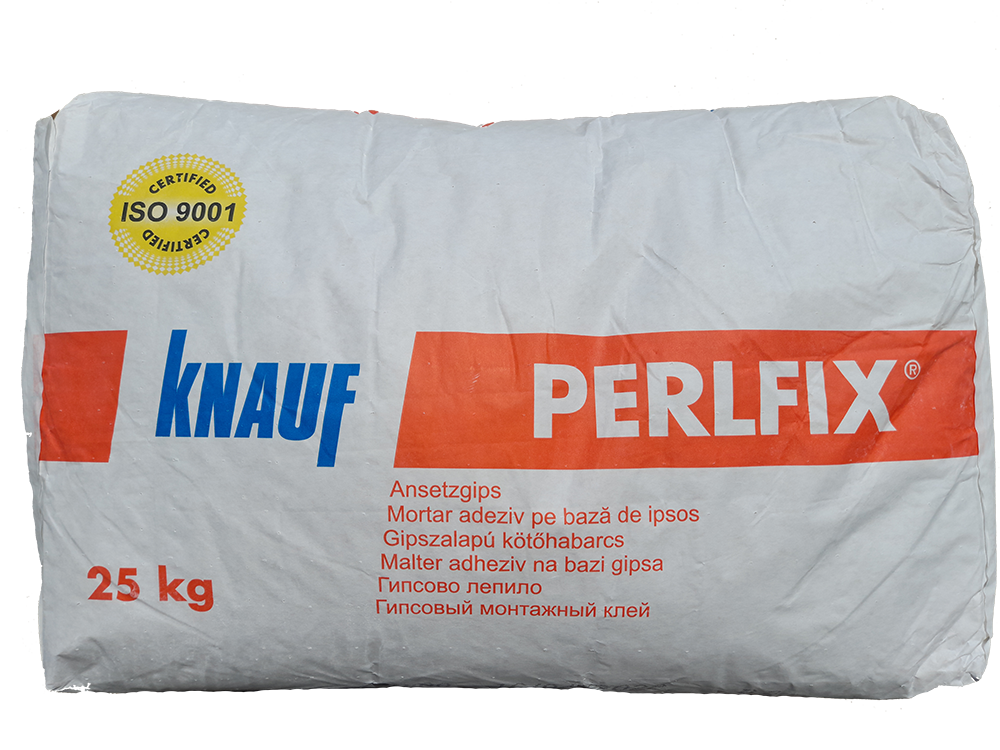 CERTIFIED
ISO 9001
CERTIFIED
KNAUF
PERLFIX®
Ansetzgips
Mortar adeziv pe bază de ipsos
Gipszalapú kötőhabarcs
Malter adheziv na bazi gipsa
Гипсово лепило
Гипсовый монтажный клей
25 kg